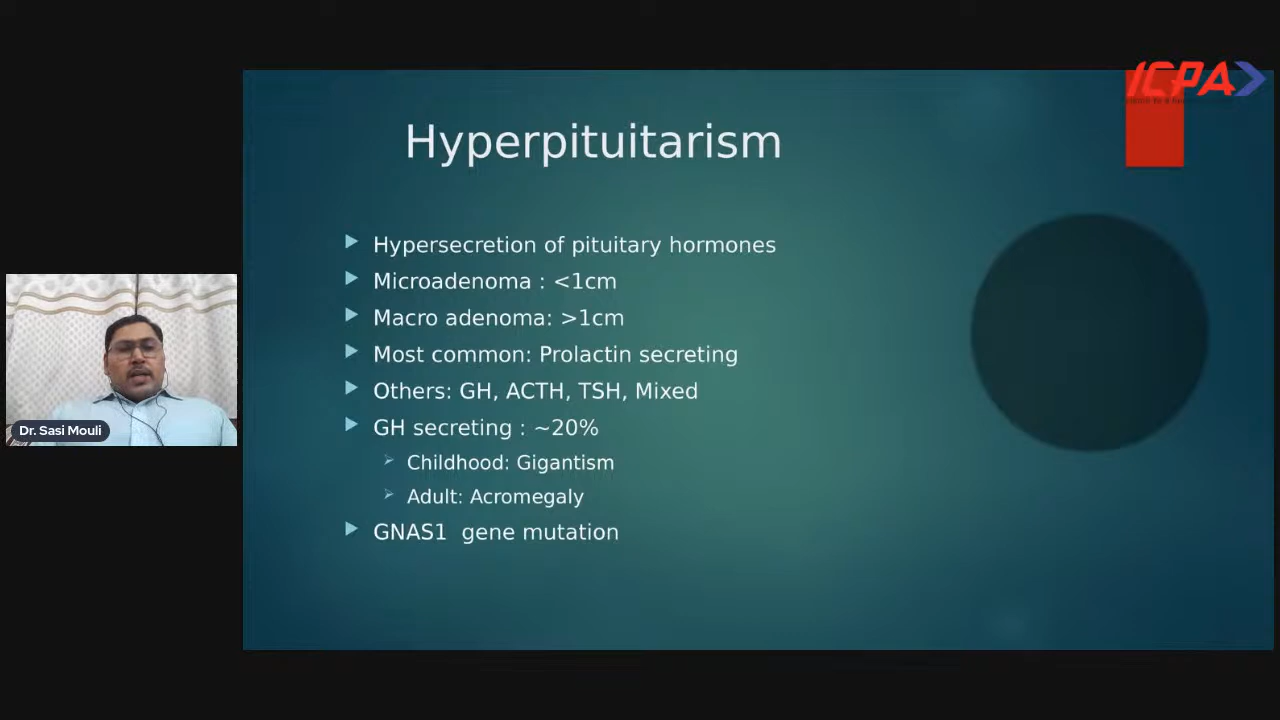 ICPA
Hyperpituitarism
Hypersecretion of pituitary hormones
Microadenoma : <1cm
Macro adenoma: >1cm
Most common: Prolactin secreting
Others: GH, ACTH, TSH, Mixed
GH secreting : ~20%
Childhood: Gigantism
Adult: Acromegaly
GNAS1  gene mutation
Dr. Sasi Mouli